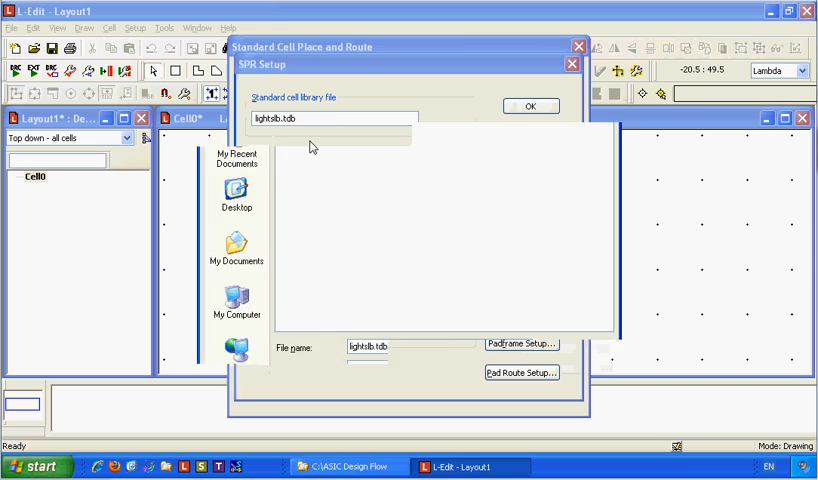 L-Edit - Layout1
File Edit View Draw Cell Setup Tools Window Help
-20.5 : 49.5
Lambda
DRC EXT DRC
Layout1* : De...
Top down - all cells
Cell0
Cell0*
Standard Cell Place and Route
SPR Setup
Standard cell library file
lightslb.tdb
OK
My Recent
Documents
Desktop
My Documents
My Computer
File name:
lightslb.tdb
Padframe Setup...
Pad Route Setup...
Ready
Mode: Drawing
start
C:\ASIC Design Flow
L-Edit - Layout1
EN